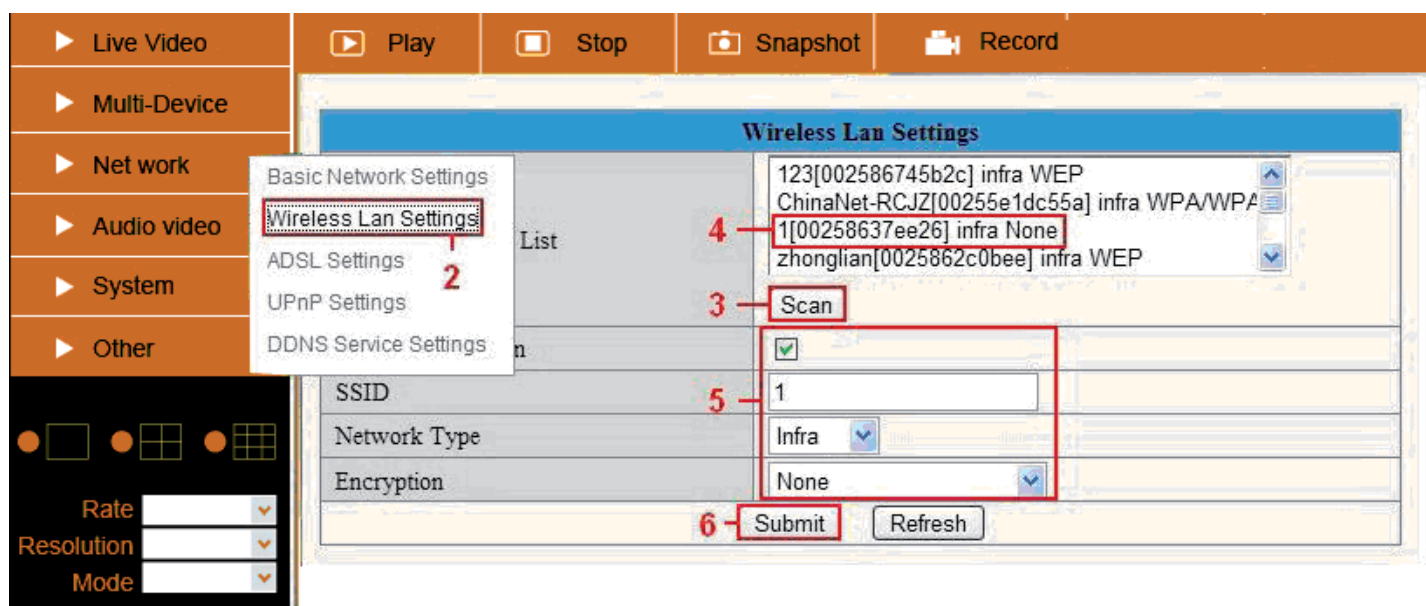 Live Video
Play
Stop
Snapshot
Record
Multi-Device
Net work
Audio video
System
Other
Basic Network Settings
Wireless Lan Settings
2
ADSL Settings
UPnP Settings
DDNS Service Settings
Wireless Lan Settings
List
123[002586745b2c] infra WEP
ChinaNet-RCJZ[00255e1dc55a] infra WPA/WPA
4
1[00258637ee26] infra None
zhonglian[0025862c0bee] infra WEP
3
Scan
n
SSID
5
1
Network Type
Infra
Encryption
None
6
Submit
Refresh
Rate
Resolution
Mode